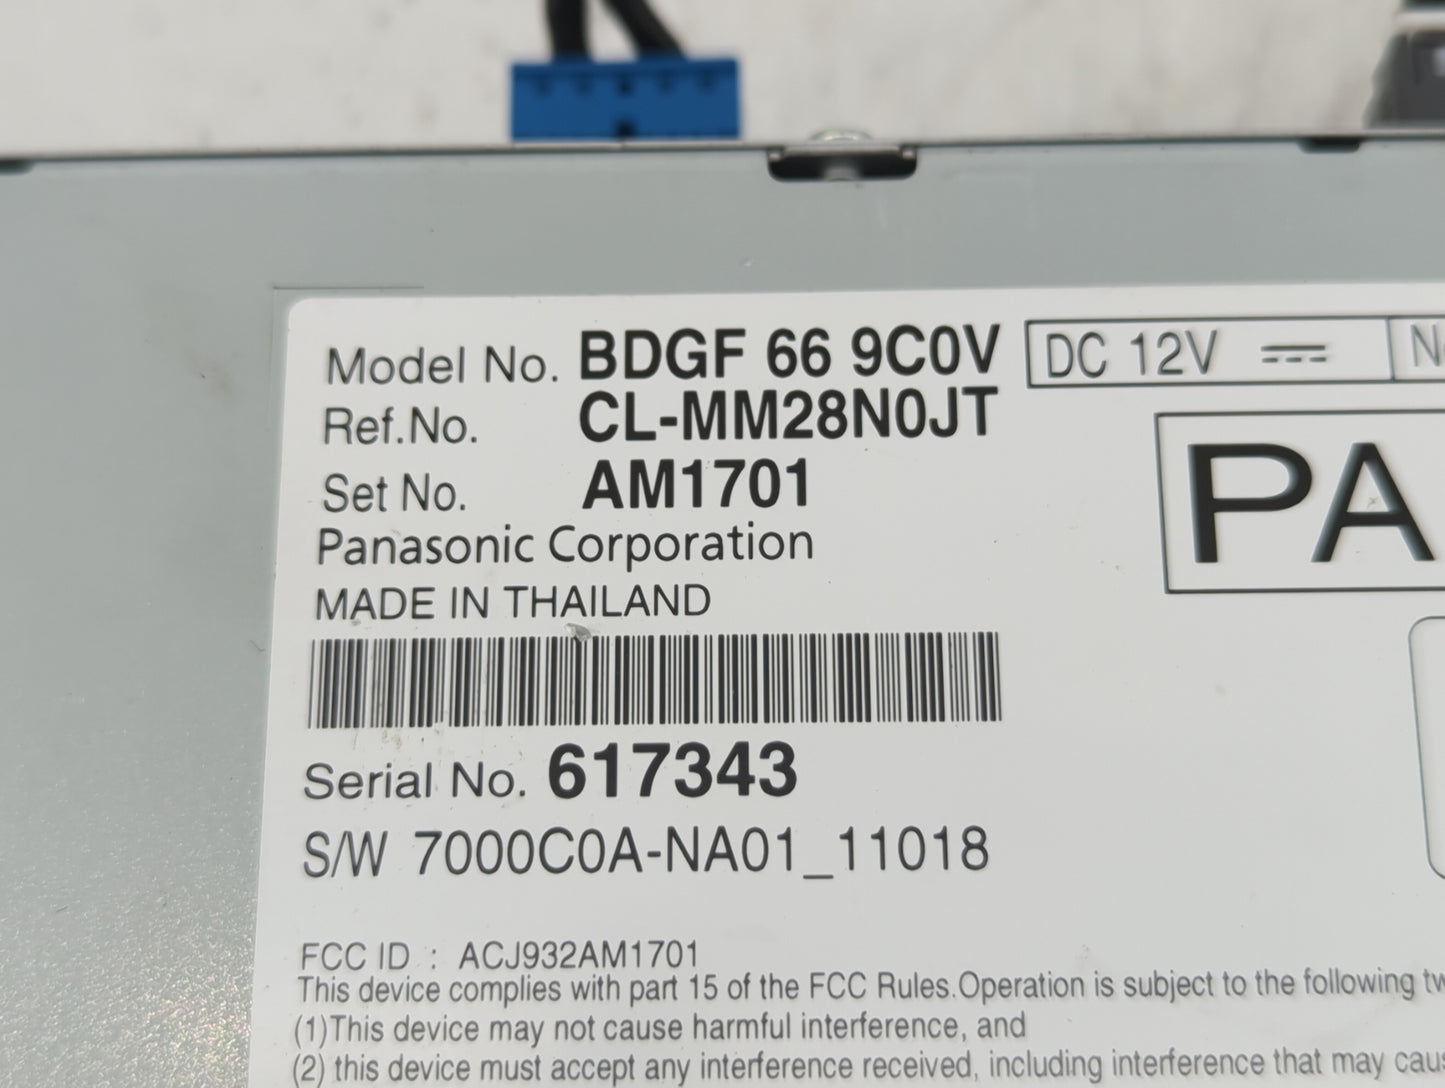 Model No. BDGF 66 9C0V DC 12V
Ref.No. CL-MM28N0JT
Set No. AM1701
Panasonic Corporation
MADE IN THAILAND
Serial No. 617343
S/W 7000C0A-NA01_11018
FCC ID : ACJ932AM1701
This device complies with part 15 of the FCC Rules.Operation is subject to the following
(1)This device may not cause harmful interference, and
(2) this device must accept any interference received, including interference that may